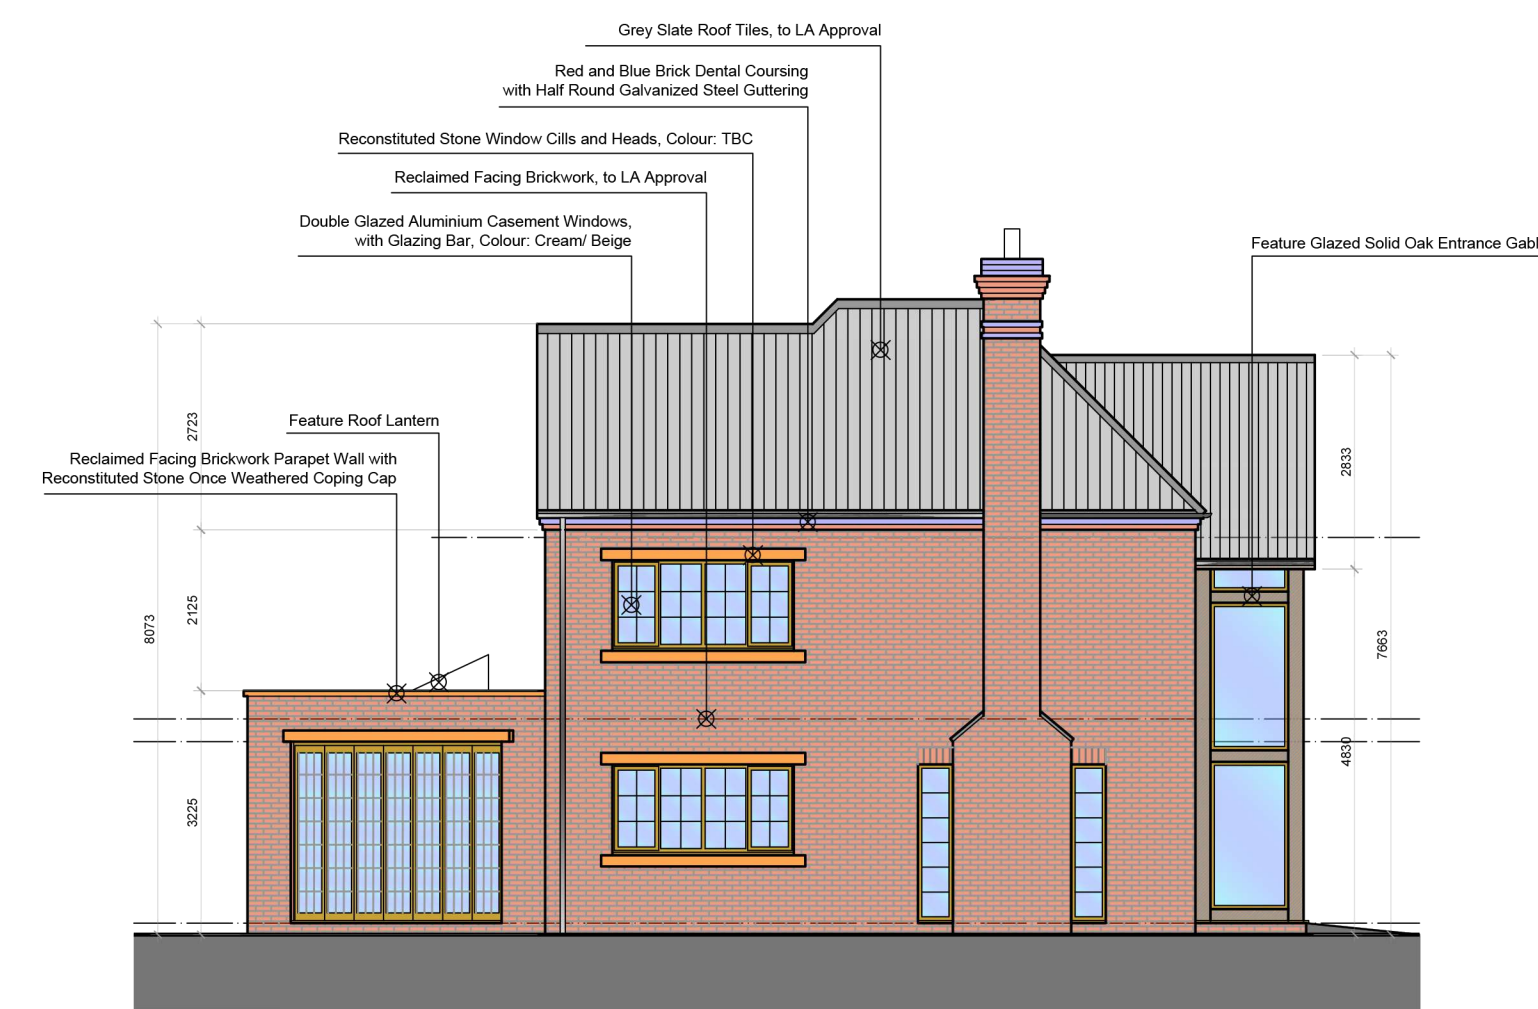 Grey Slate Roof Tiles, to LA Approval
Red and Blue Brick Dental Coursing
with Half Round Galvanized Steel Guttering
Reconstituted Stone Window Cills and Heads, Colour: TBC
Reclaimed Facing Brickwork, to LA Approval
Double Glazed Aluminium Casement Windows,
with Glazing Bar, Colour: Cream/ Beige
Feature Glazed Solid Oak Entrance Gabl
Feature Roof Lantern
Reclaimed Facing Brickwork Parapet Wall with
Reconstituted Stone Once Weathered Coping Cap
8073
2723
2125
3225
2833
7663
4830